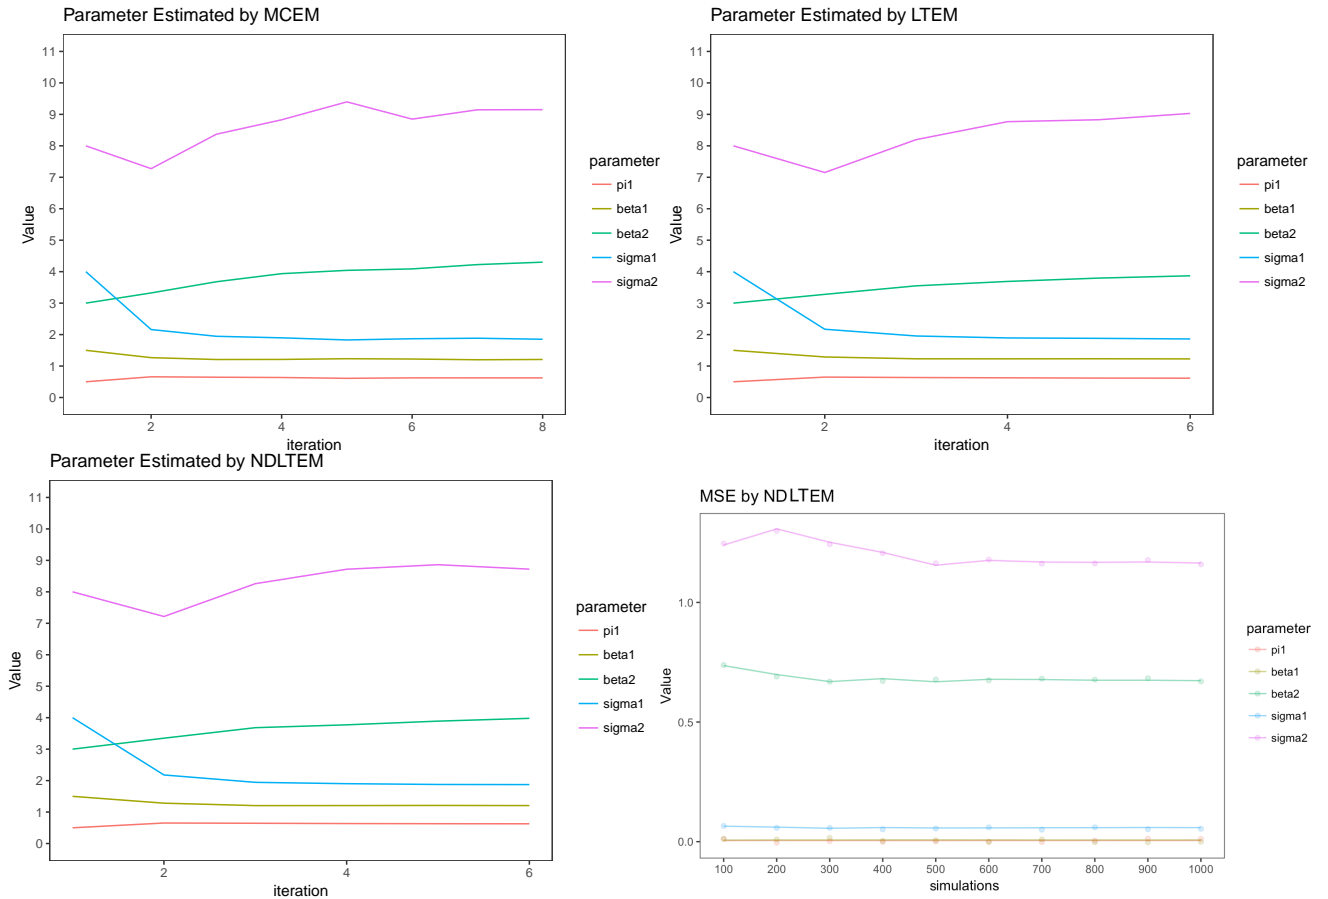 Parameter Estimated by MCEM
11
10
9
8
7
6
5
4
3
2
1
0
Value
2 4 6 8
iteration
parameter
pi1
beta1
beta2
sigma1
sigma2
Parameter Estimated by LTEM
11
10
9
8
7
6
5
4
3
2
1
0
Value
2 4 6
iteration
parameter
pi1
beta1
beta2
sigma1
sigma2
Parameter Estimated by NDLTEM
11
10
9
8
7
6
5
4
3
2
1
0
Value
2 4 6
iteration
parameter
pi1
beta1
beta2
sigma1
sigma2
MSE by NDLTEM
1.0
0.5
0.0
Value
100 200 300 400 500 600 700 800 900 1000
simulations
parameter
pi1
beta1
beta2
sigma1
sigma2